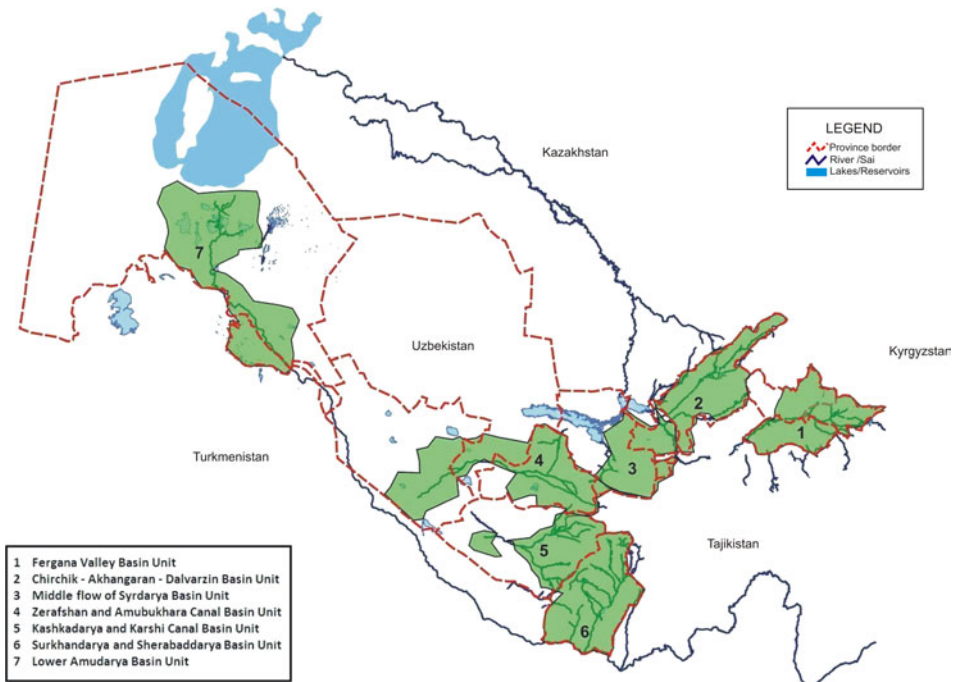 Kazakhstan
LEGEND
Province border
River /Sai
Lakes/Reservoirs
7
Uzbekistan
Kyrgyzstan
2
1
Turkmenistan
4
3
5
Tajikistan
6
1 Fergana Valley Basin Unit
2 Chirchik - Akhangaran - Dalvarzin Basin Unit
3 Middle flow of Syrdarya Basin Unit
4 Zerafshan and Amubukhara Canal Basin Unit
5 Kashkadarya and Karshi Canal Basin Unit
6 Surkhandarya and Sherabaddarya Basin Unit
7 Lower Amudarya Basin Unit